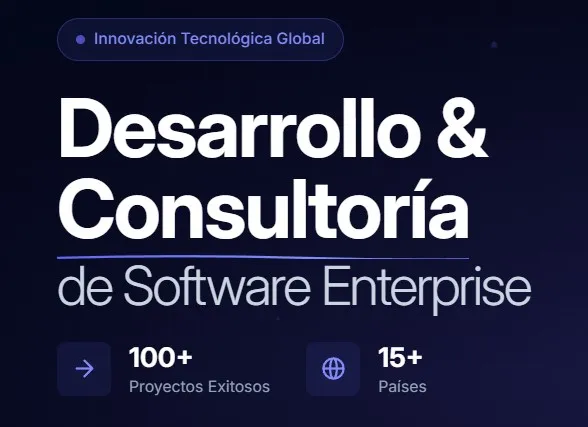 Innovación Tecnológica Global
Desarrollo &
Consultoría
de Software Enterprise
100+
Proyectos Exitosos
15+
Países